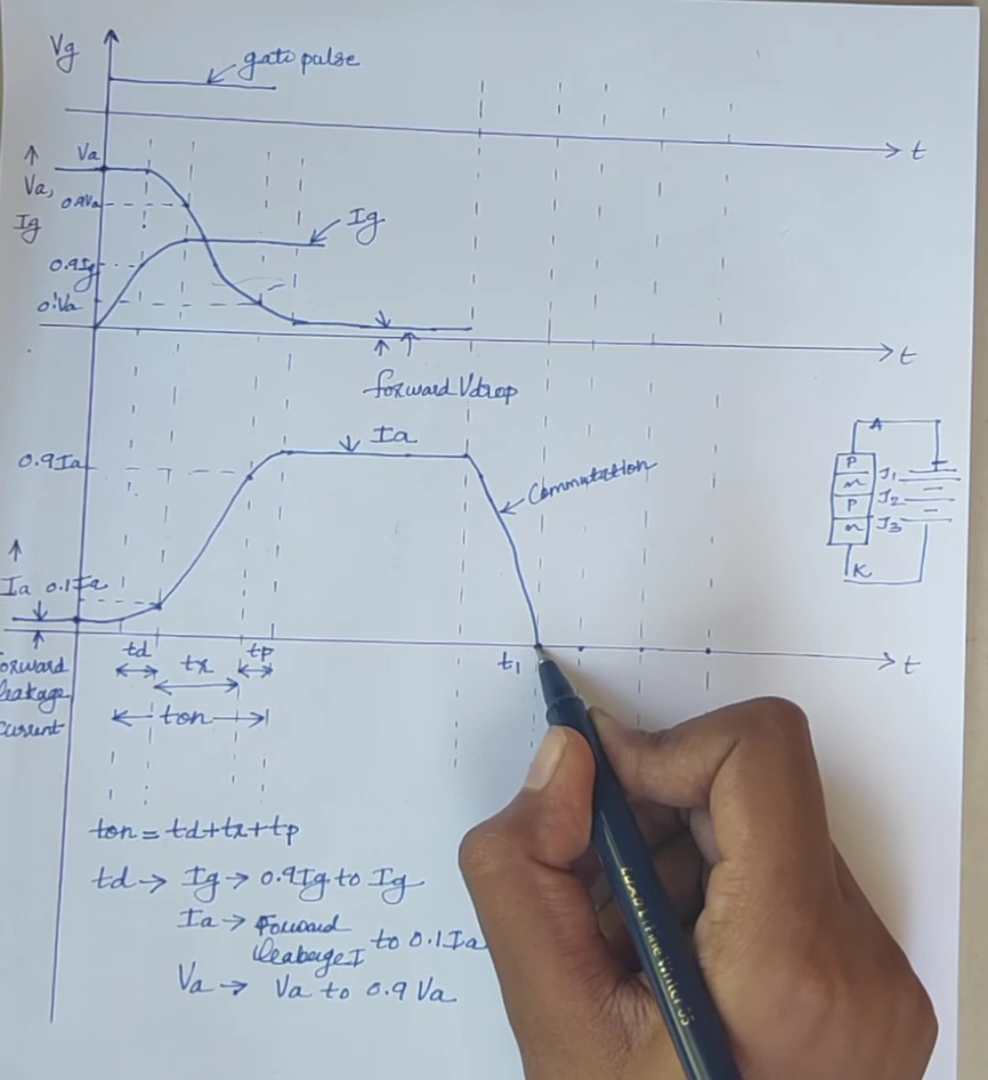 Vg
gate pulse
t
Va
↑
Va,
Ig
0.9Va
Ig
0.9Ig
0.1Va
t
forward Vdrop
Ia
0.9Ia
Commutation
A
P
n
P
n
J1
J2
J3
K
↑
Ia 0.1Ia
td
tr
tp
t1
t
forward
leakage
current
ton
ton = td+tr+tp
td → Ig → 0.9Ig to Ig
Ia → Forward
leakage I to 0.1Ia
Va → Va to 0.9 Va